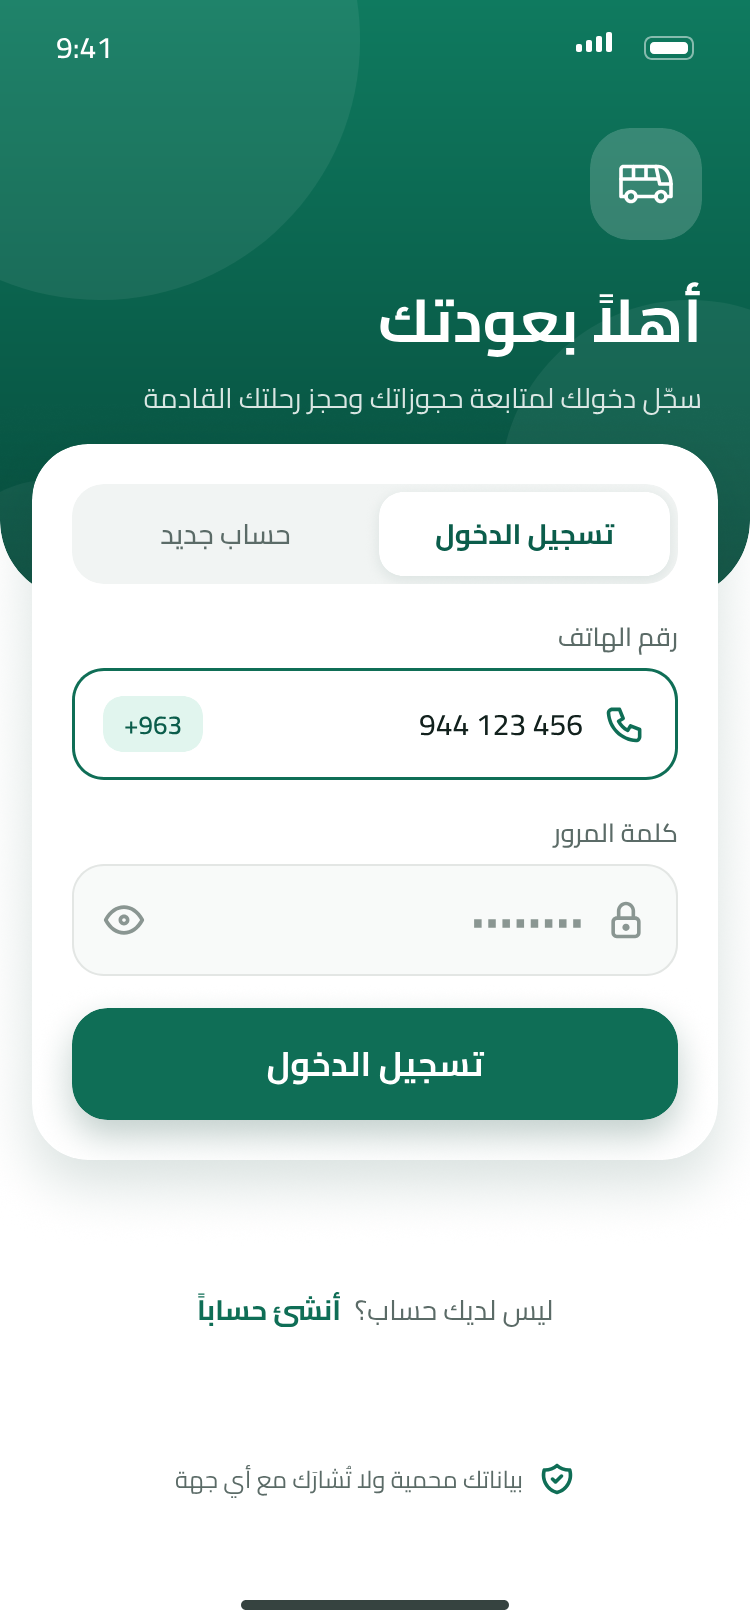 9:41
أهلاً بعودتك
سجّل دخولك لمتابعة حجوزاتك وحجز رحلتك القادمة
تسجيل الدخول
حساب جديد
رقم الهاتف
944 123 456
+963
كلمة المرور
تسجيل الدخول
ليس لديك حساب؟ أنشئ حساباً
بياناتك محمية ولا تُشارَك مع أي جهة